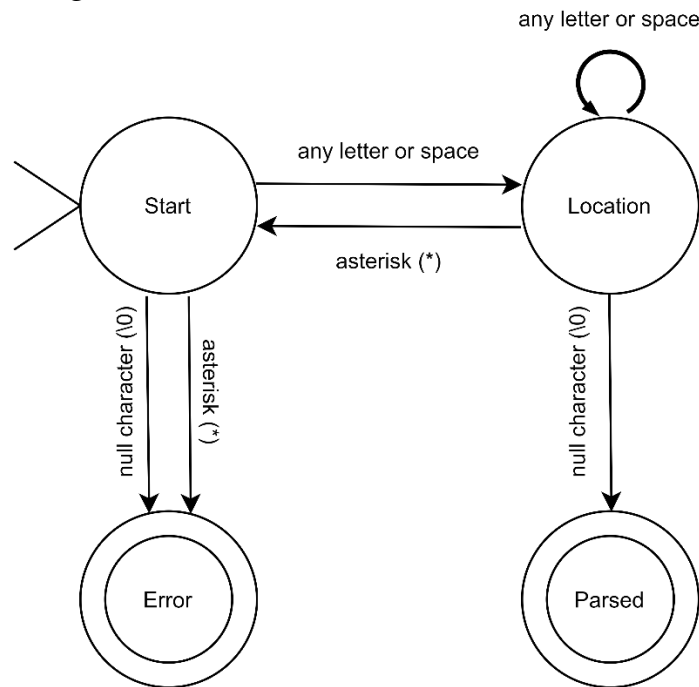 any letter or space
any letter or space
Start
Location
asterisk (*)
null character (\0)
asterisk (*)
null character (\0)
Error
Parsed